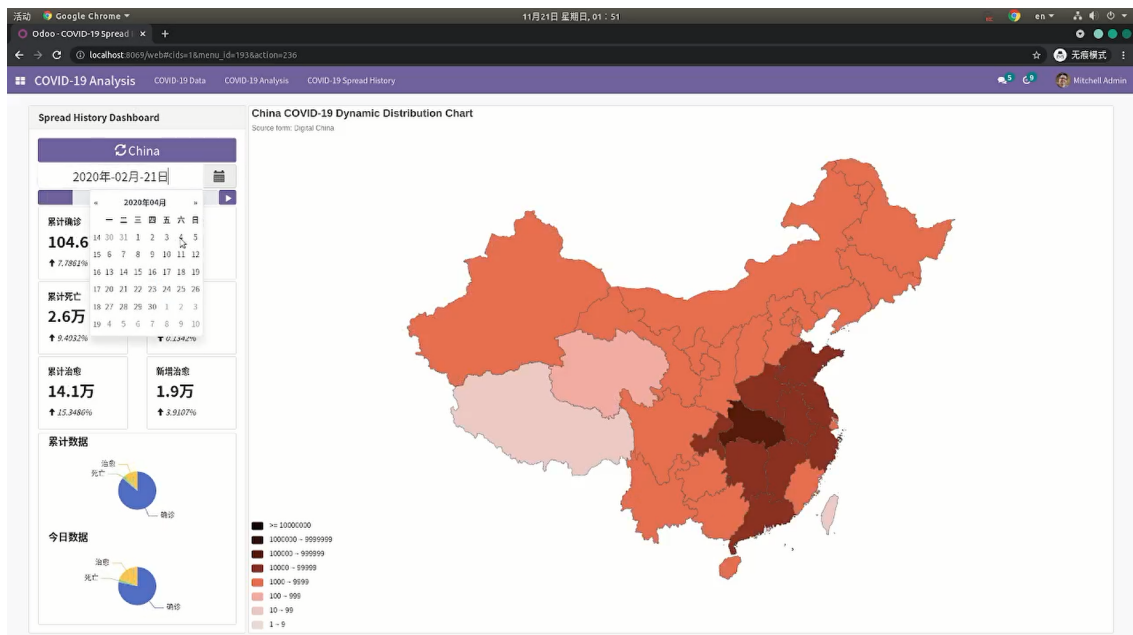 活动 Google Chrome 11月21日 星期日, 01：51 en
Odoo - COVID-19 Spread
localhost:8069/web#cids=1&menu_id=193&action=236 无痕模式
COVID-19 Analysis COVID-19 Data COVID-19 Analysis COVID-19 Spread History 5 9 Mitchell Admin
Spread History Dashboard
China
2020年-02月-21日
« 2020年04月 »
一 二 三 四 五 六 日
14 30 31 1 2 3 4 5
15 6 7 8 9 10 11 12
16 13 14 15 16 17 18 19
17 20 21 22 23 24 25 26
18 27 28 29 30 1 2 3
19 4 5 6 7 8 9 10
累计确诊
104.6
7.7861%
累计死亡
2.6万
9.4932% 0.1342%
累计治愈 新增治愈
14.1万 1.9万
15.3486% 3.9107%
累计数据
治愈
死亡
确诊
今日数据
治愈
死亡
确诊
China COVID-19 Dynamic Distribution Chart
Source form: Digital China
>= 10000000
1000000 - 9999999
100000 - 999999
10000 - 99999
1000 - 9999
100 - 999
10 - 99
1 - 9